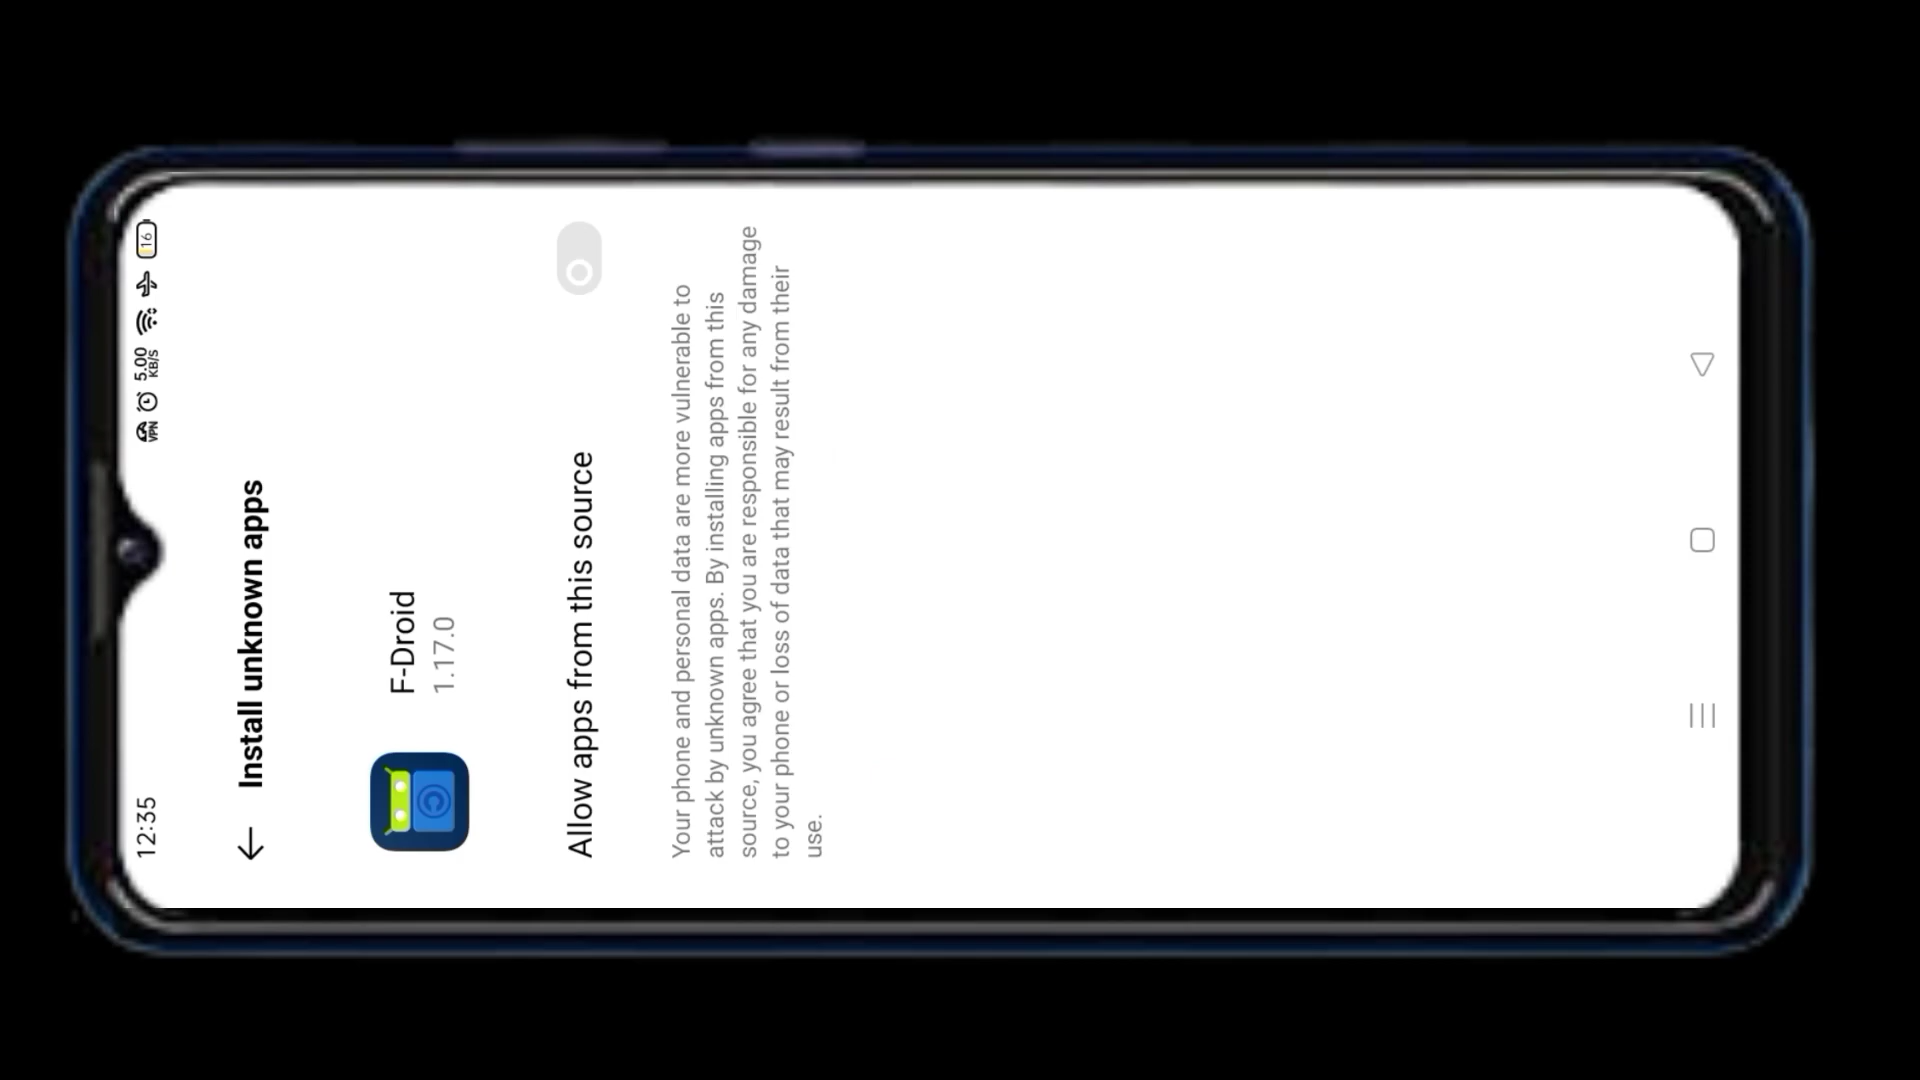 12:35
VPN
5.00
KB/S
16
Install unknown apps
F-Droid
1.17.0
Allow apps from this source
Your phone and personal data are more vulnerable to
attack by unknown apps. By installing apps from this
source, you agree that you are responsible for any damage
to your phone or loss of data that may result from their
use.